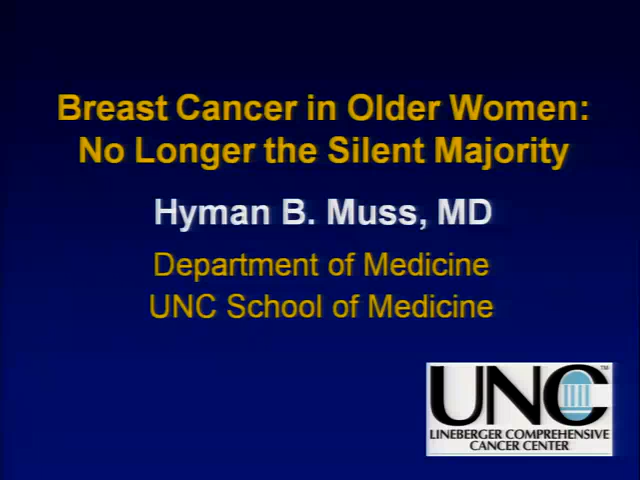 Breast Cancer in Older Women:
No Longer the Silent Majority
Hyman B. Muss, MD
Department of Medicine
UNC School of Medicine
UNC™
LINEBERGER COMPREHENSIVE
CANCER CENTER